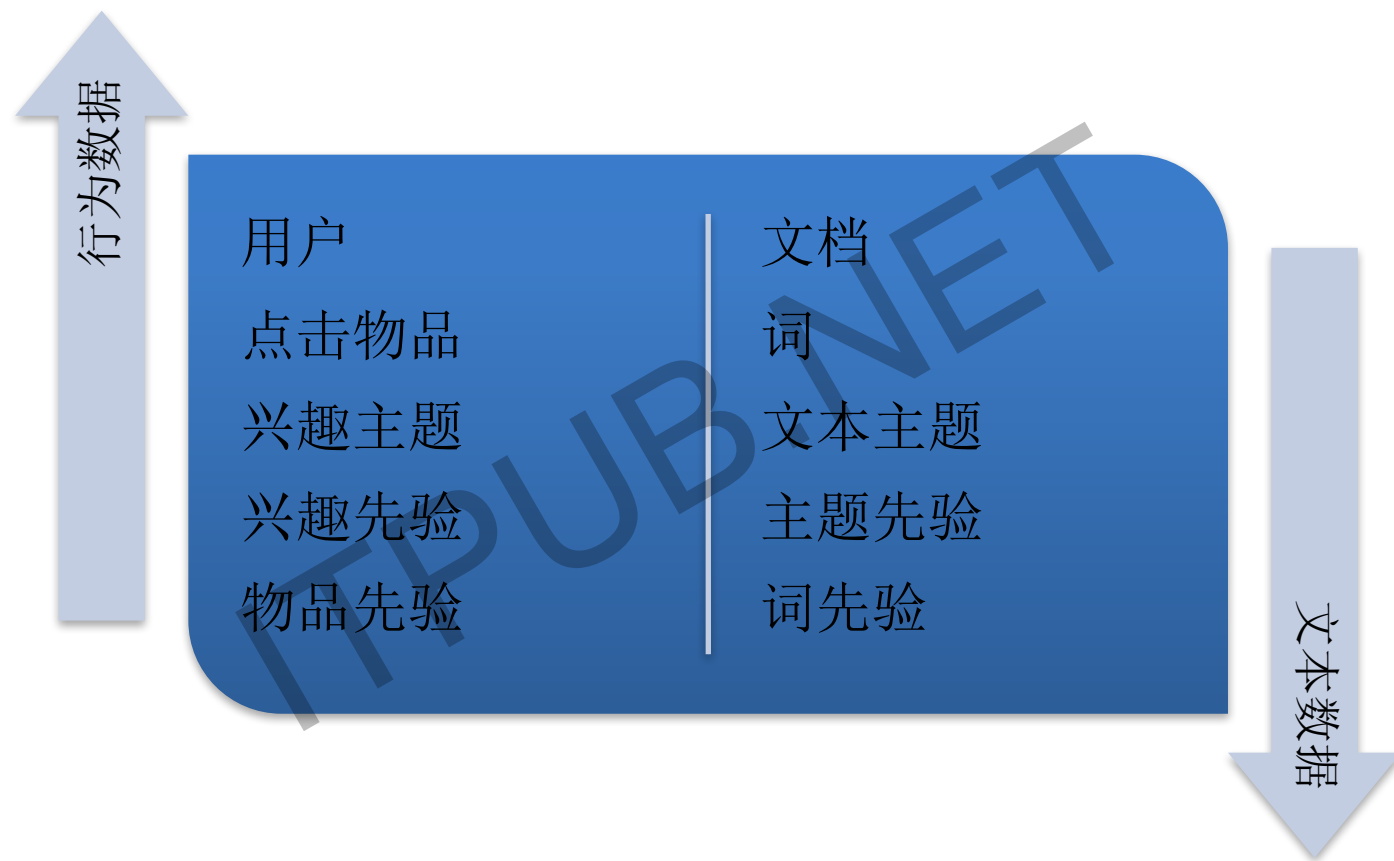 行为数据
用户
点击物品
兴趣主题
兴趣先验
物品先验
文档
词
文本主题
主题先验
词先验
文本数据
ITPUB.NET